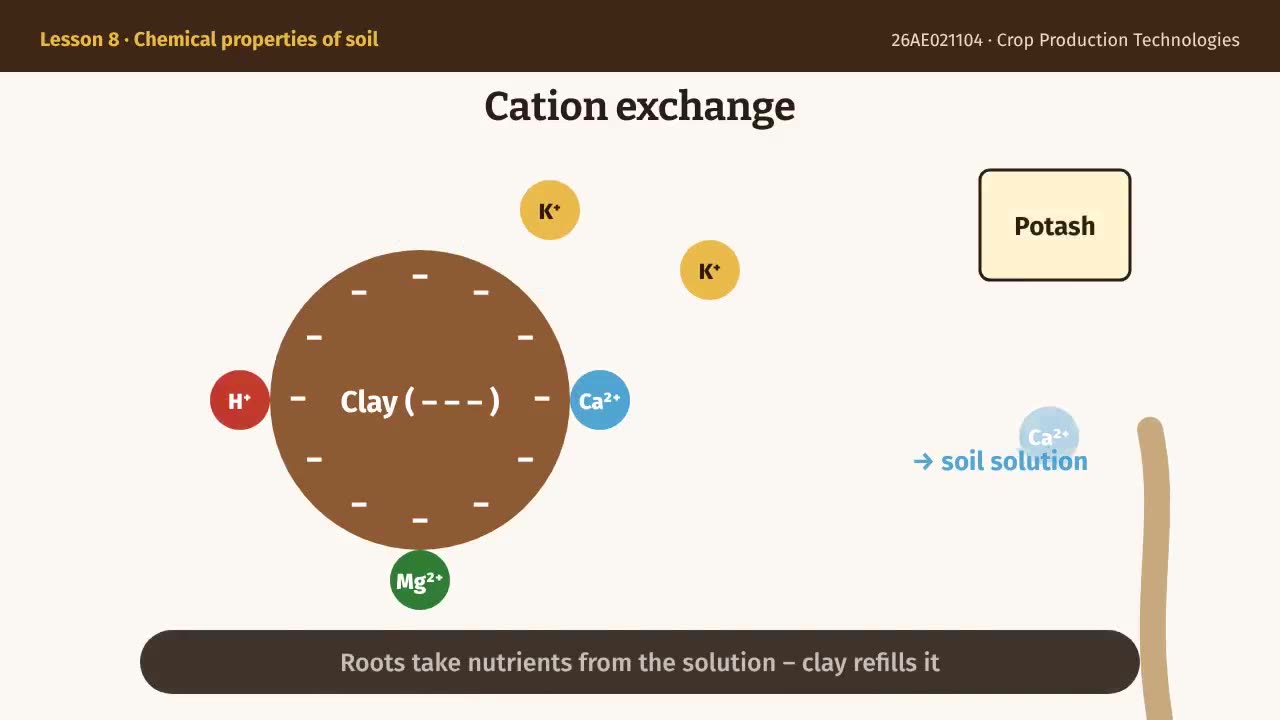 Lesson 8 · Chemical properties of soil
26AE021104 · Crop Production Technologies
Cation exchange
K⁺
K⁺
Potash
H⁺
Clay ( – – – )
Ca²⁺
Ca²⁺
→ soil solution
Mg²⁺
Roots take nutrients from the solution – clay refills it